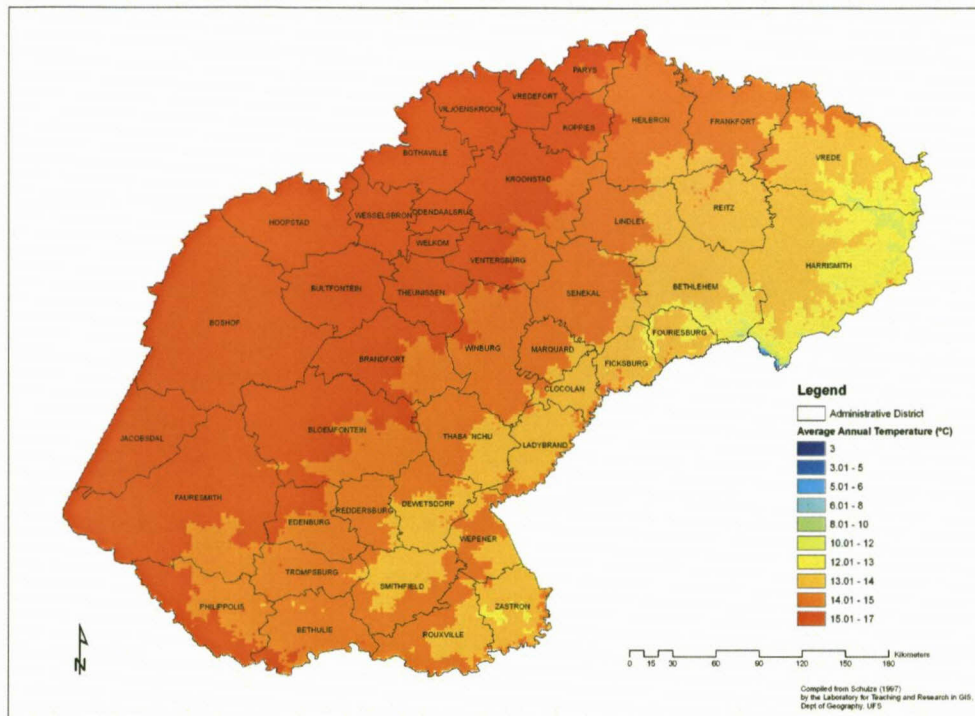 PARYS
VREDEFORT
VILJOENSKROON
KOPPIES
HEILBRON
FRANKFORT
BOTHAVILLE
VREDE
KROONSTAD
HOOPSTAD
WESSELSBRON
ODENDAALSRUS
LINDLEY
REITZ
WELKOM
VENTERSBURG
HARRISMITH
BULTFONTEIN
THEUNISSEN
SENEKAL
BETHLEHEM
BOSHOF
FOURIESBURG
BRANDFORT
WINBURG
MARQUARD
FICKSBURG
CLOCOLAN
JACOBSDAL
BLOEMFONTEIN
THABA 'NCHU
LADYBRAND
FAURESMITH
DEWETSDORP
REDDERSBURG
EDENBURG
WEPENER
TROMPSBURG
SMITHFIELD
PHILIPPOLIS
ZASTRON
BETHULIE
ROUXVILLE
Legend
Administrative District
Average Annual Temperature (°C)
3
3.01 - 5
5.01 - 6
6.01 - 8
8.01 - 10
10.01 - 12
12.01 - 13
13.01 - 14
14.01 - 15
15.01 - 17
N
Kilometers
0 15 30 60 90 120 150 180
Compiled from Schulze (1997)
by the Laboratory for Teaching and Research in GIS,
Dept of Geography, UFS